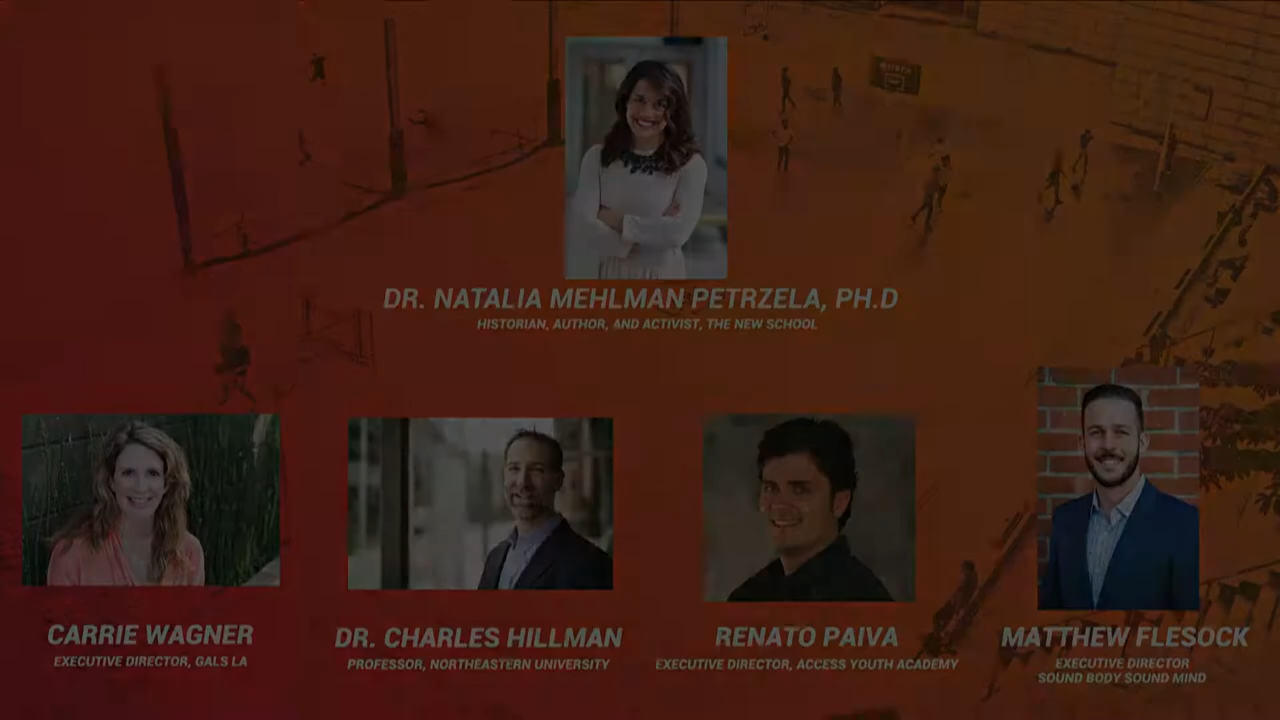 DR. NATALIA MEHLMAN PETRZELA, PH.D
HISTORIAN, AUTHOR, AND ACTIVIST, THE NEW SCHOOL
CARRIE WAGNER
EXECUTIVE DIRECTOR, GALS LA
DR. CHARLES HILLMAN
PROFESSOR, NORTHEASTERN UNIVERSITY
RENATO PAIVA
EXECUTIVE DIRECTOR, ACCESS YOUTH ACADEMY
MATTHEW FLESOCK
EXECUTIVE DIRECTOR
SOUND BODY SOUND MIND